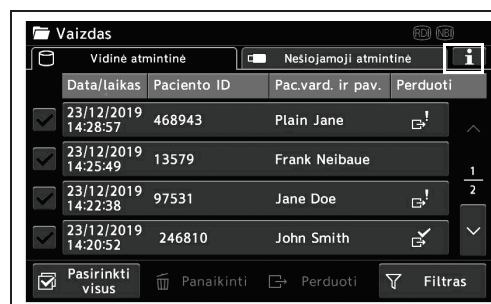 Vaizdas RDI NBI
Vidinė atmintinė Nešiojamoji atmintinė i
Data/laikas Paciento ID Pac.vard. ir pav. Perduoti
23/12/2019 14:28:57 468943 Plain Jane !
23/12/2019 14:25:49 13579 Frank Neibaue
23/12/2019 14:22:38 97531 Jane Doe !
23/12/2019 14:20:52 246810 John Smith
1
2
Pasirinkti visus Panaikinti Perduoti Filtras